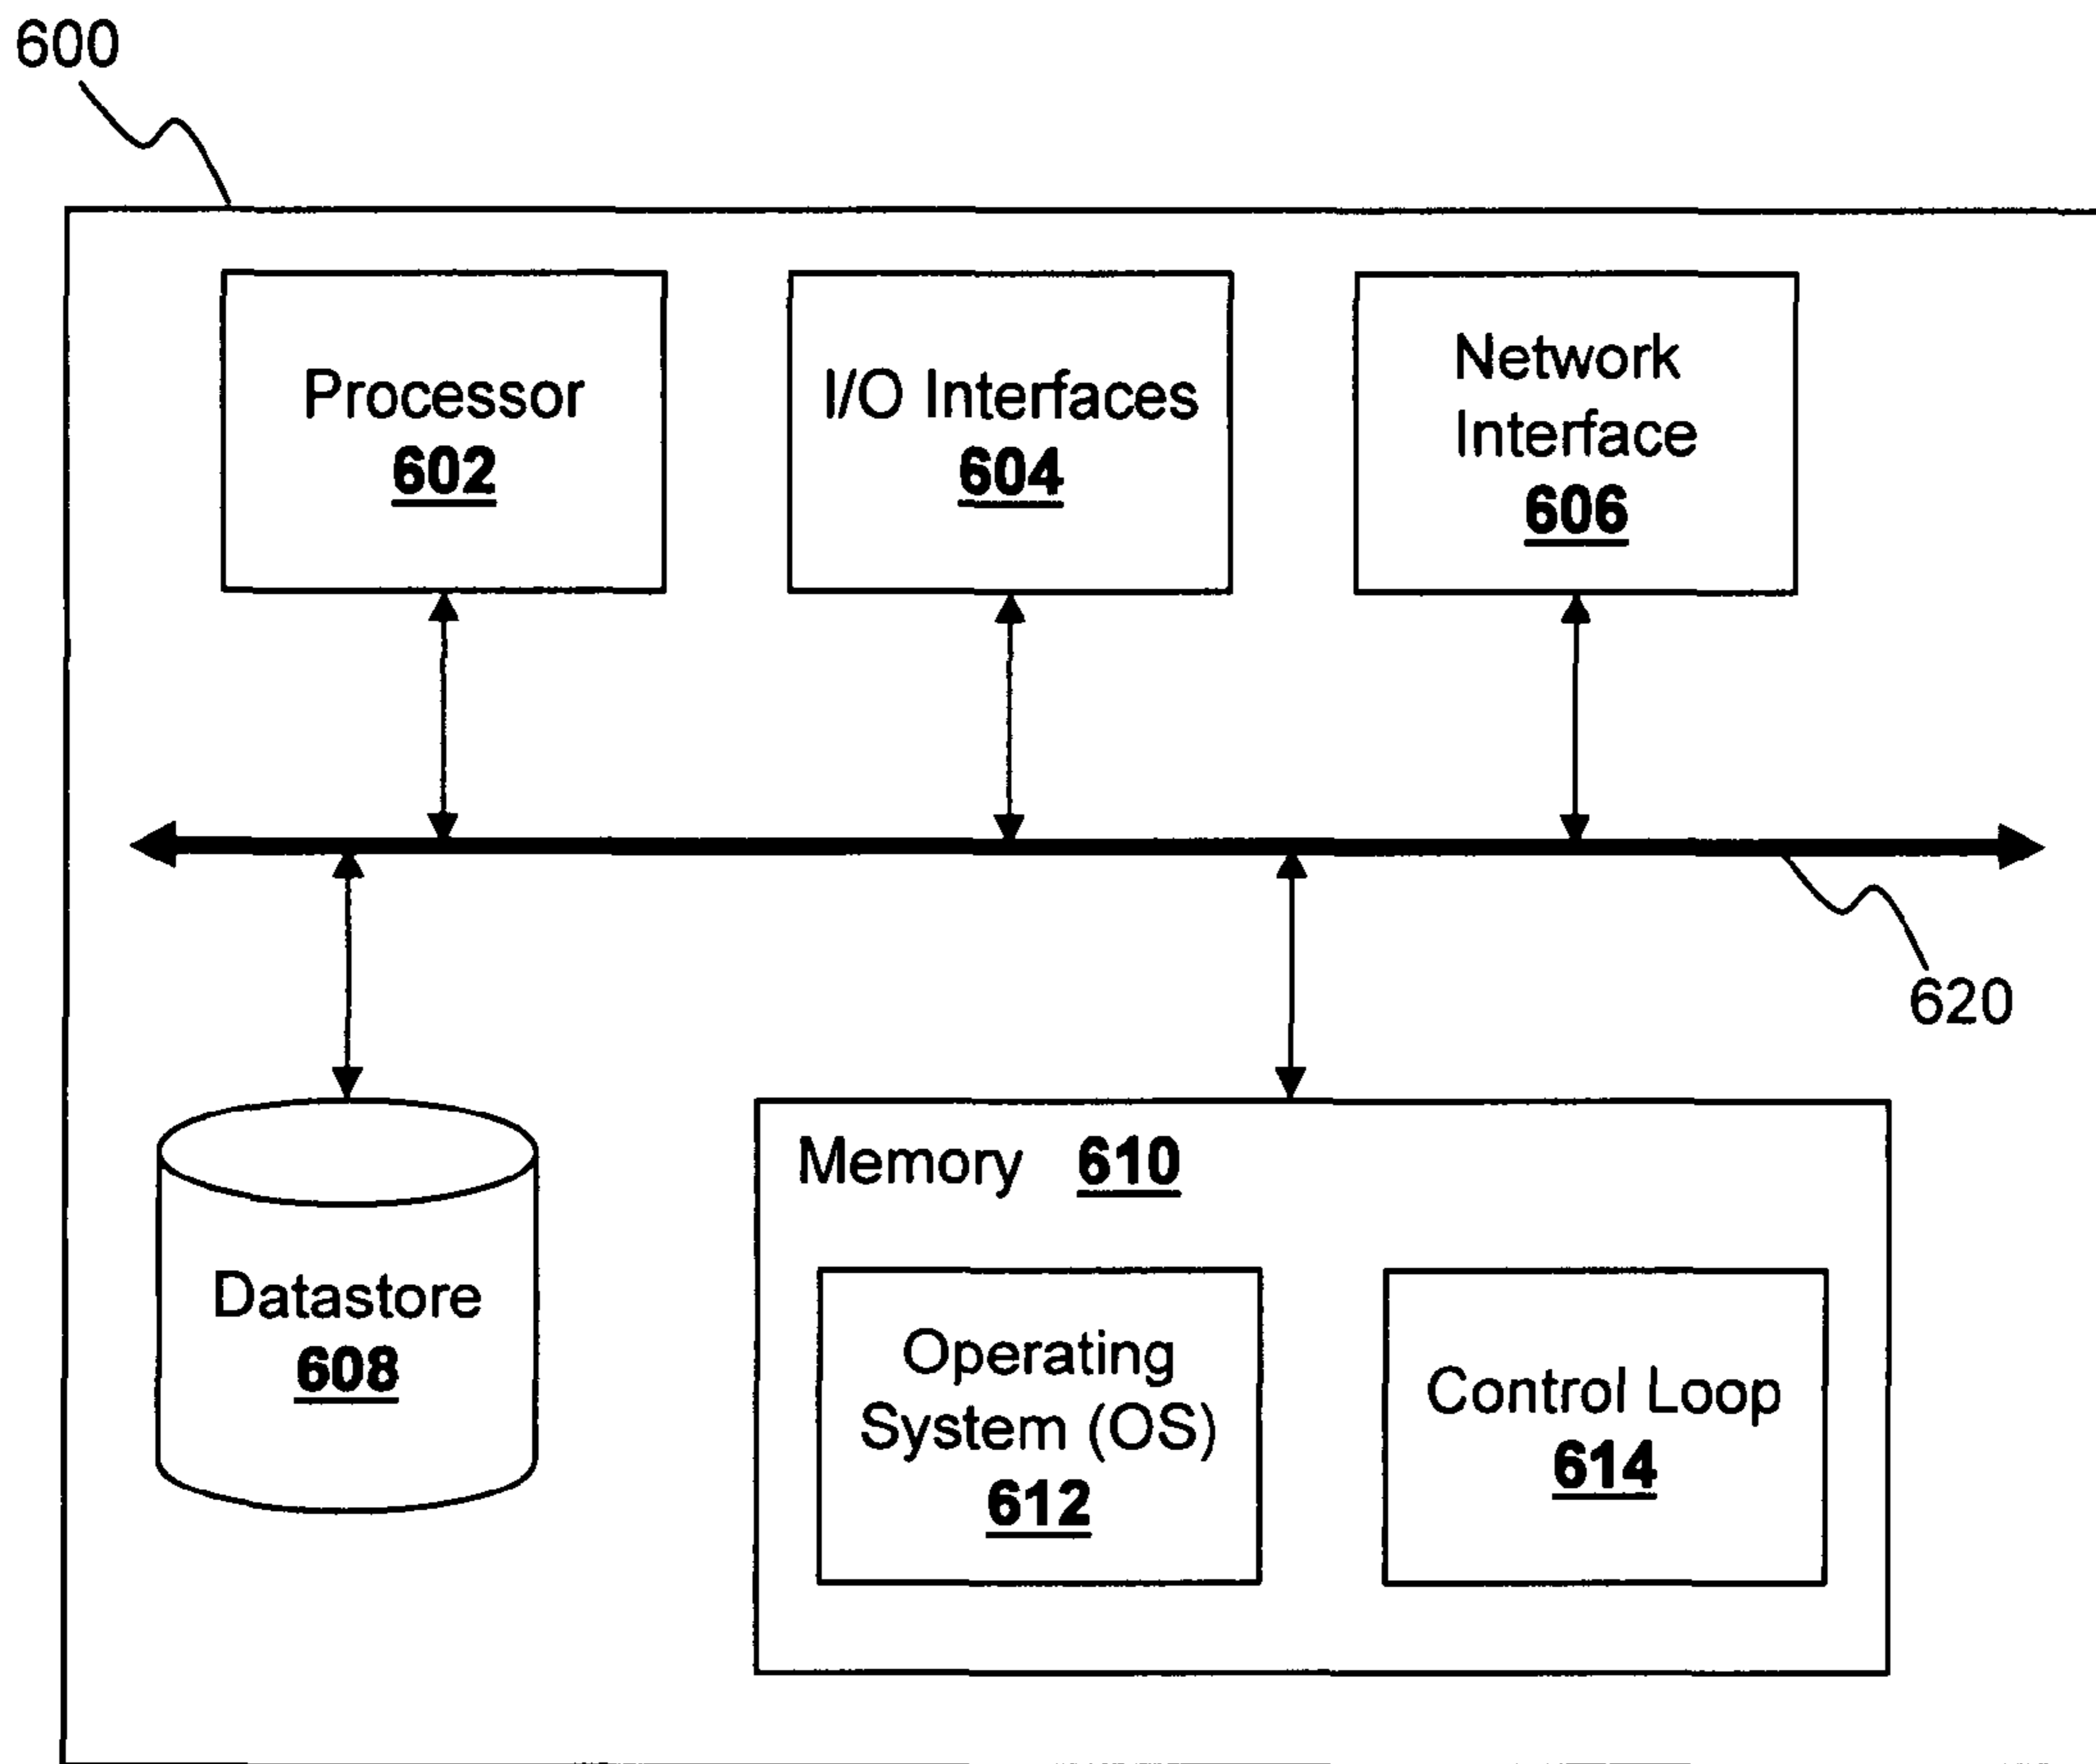 600
Processor
602
I/O Interfaces
604
Network
Interface
606
620
Memory 610
Datastore
608
Operating
System (OS)
612
Control Loop
614